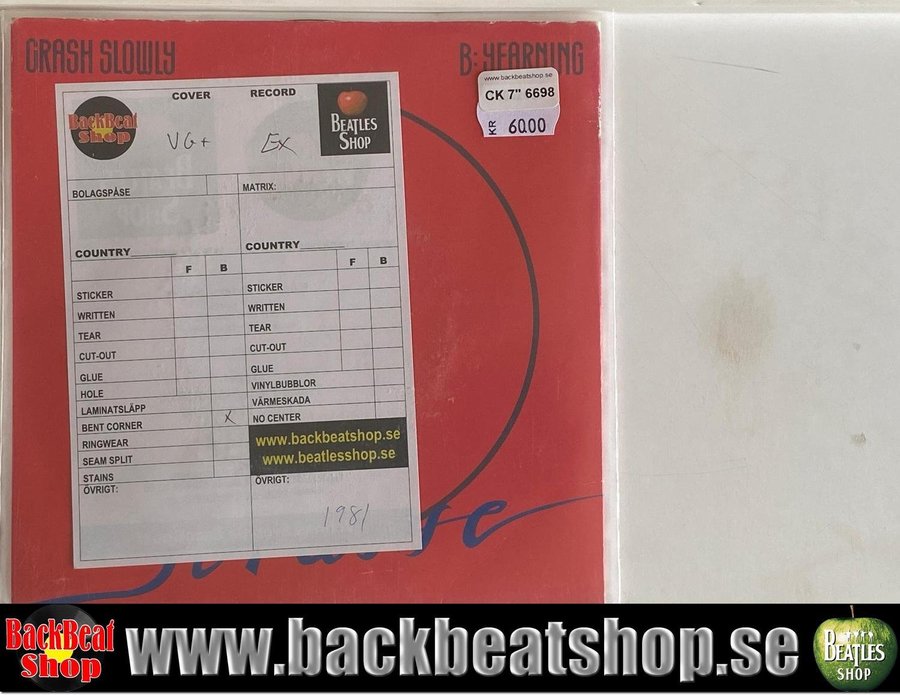 CRASH SLOWLY
B: YEARNING
www.backbeatshop.se
CK 7" 6698
KR 60.00
BackBeat
Shop
COVER
RECORD
BEATLES
SHOP
VG+
EX
BOLAGSPÅSE
MATRIX:
COUNTRY
COUNTRY
F B
F B
STICKER
STICKER
WRITTEN
WRITTEN
TEAR
TEAR
CUT-OUT
CUT-OUT
GLUE
GLUE
HOLE
VINYLBUBBLOR
LAMINATSLÄPP
VÄRMESKADA
BENT CORNER X
NO CENTER
RINGWEAR
SEAM SPLIT
STAINS
www.backbeatshop.se
www.beatlesshop.se
ÖVRIGT:
ÖVRIGT:
1981
BackBeat
Shop
www.backbeatshop.se
BEATLES
SHOP